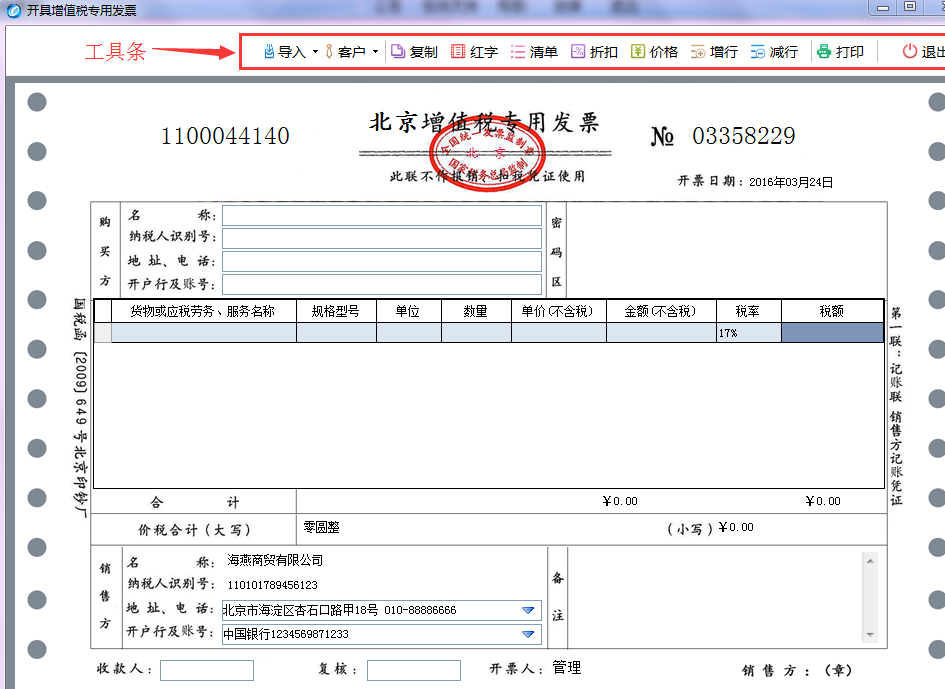 开具增值税专用发票
工具条
导入 客户 复制 红字 清单 折扣 价格 增行 减行 打印 退出
北京增值税专用发票
1100044140
全国统一发票监制章
北京
国家税务总局监制
№ 03358229
此联不作报销、扣税凭证使用
开票日期：2016年03月24日
购买方
名 称：
纳税人识别号：
地 址、电 话：
开户行及账号：
密码区
货物或应税劳务、服务名称 规格型号 单位 数量 单价(不含税) 金额(不含税) 税率 税额
17%
国税函〔2009〕649号北京印钞厂
第一联：记账联 销售方记账凭证
合 计 ￥0.00 ￥0.00
价税合计（大写） 零圆整 （小写）￥0.00
销售方
名 称： 海燕商贸有限公司
纳税人识别号： 110101789456123
地 址、电 话： 北京市海淀区杏石口路甲18号 010-88886666
开户行及账号： 中国银行1234569871233
备注
收款人： 复核： 开票人： 管理 销售方：（章）